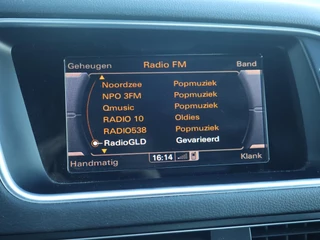 Geheugen Radio FM Band
Noordzee Popmuziek
NPO 3FM Popmuziek
Qmusic Popmuziek
RADIO 10 Oldies
RADIO538 Popmuziek
RadioGLD Gevarieerd
Handmatig 16:14 Klank